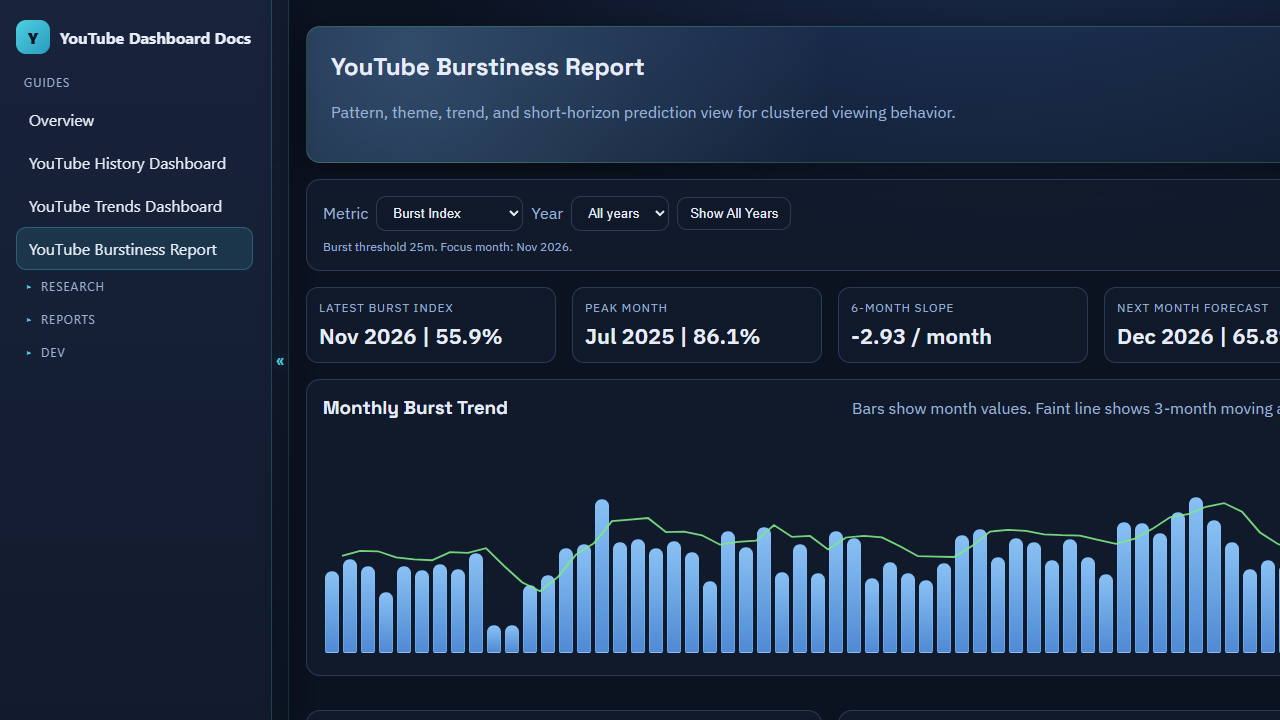 Y YouTube Dashboard Docs
GUIDES
Overview
YouTube History Dashboard
YouTube Trends Dashboard
YouTube Burstiness Report
▸ RESEARCH
▸ REPORTS
▸ DEV
«
YouTube Burstiness Report
Pattern, theme, trend, and short-horizon prediction view for clustered viewing behavior.
Metric Burst Index Year All years Show All Years
Burst threshold 25m. Focus month: Nov 2026.
LATEST BURST INDEX
Nov 2026 | 55.9%
PEAK MONTH
Jul 2025 | 86.1%
6-MONTH SLOPE
-2.93 / month
NEXT MONTH FORECAST
Dec 2026 | 65.8
Monthly Burst Trend
Bars show month values. Faint line shows 3-month moving